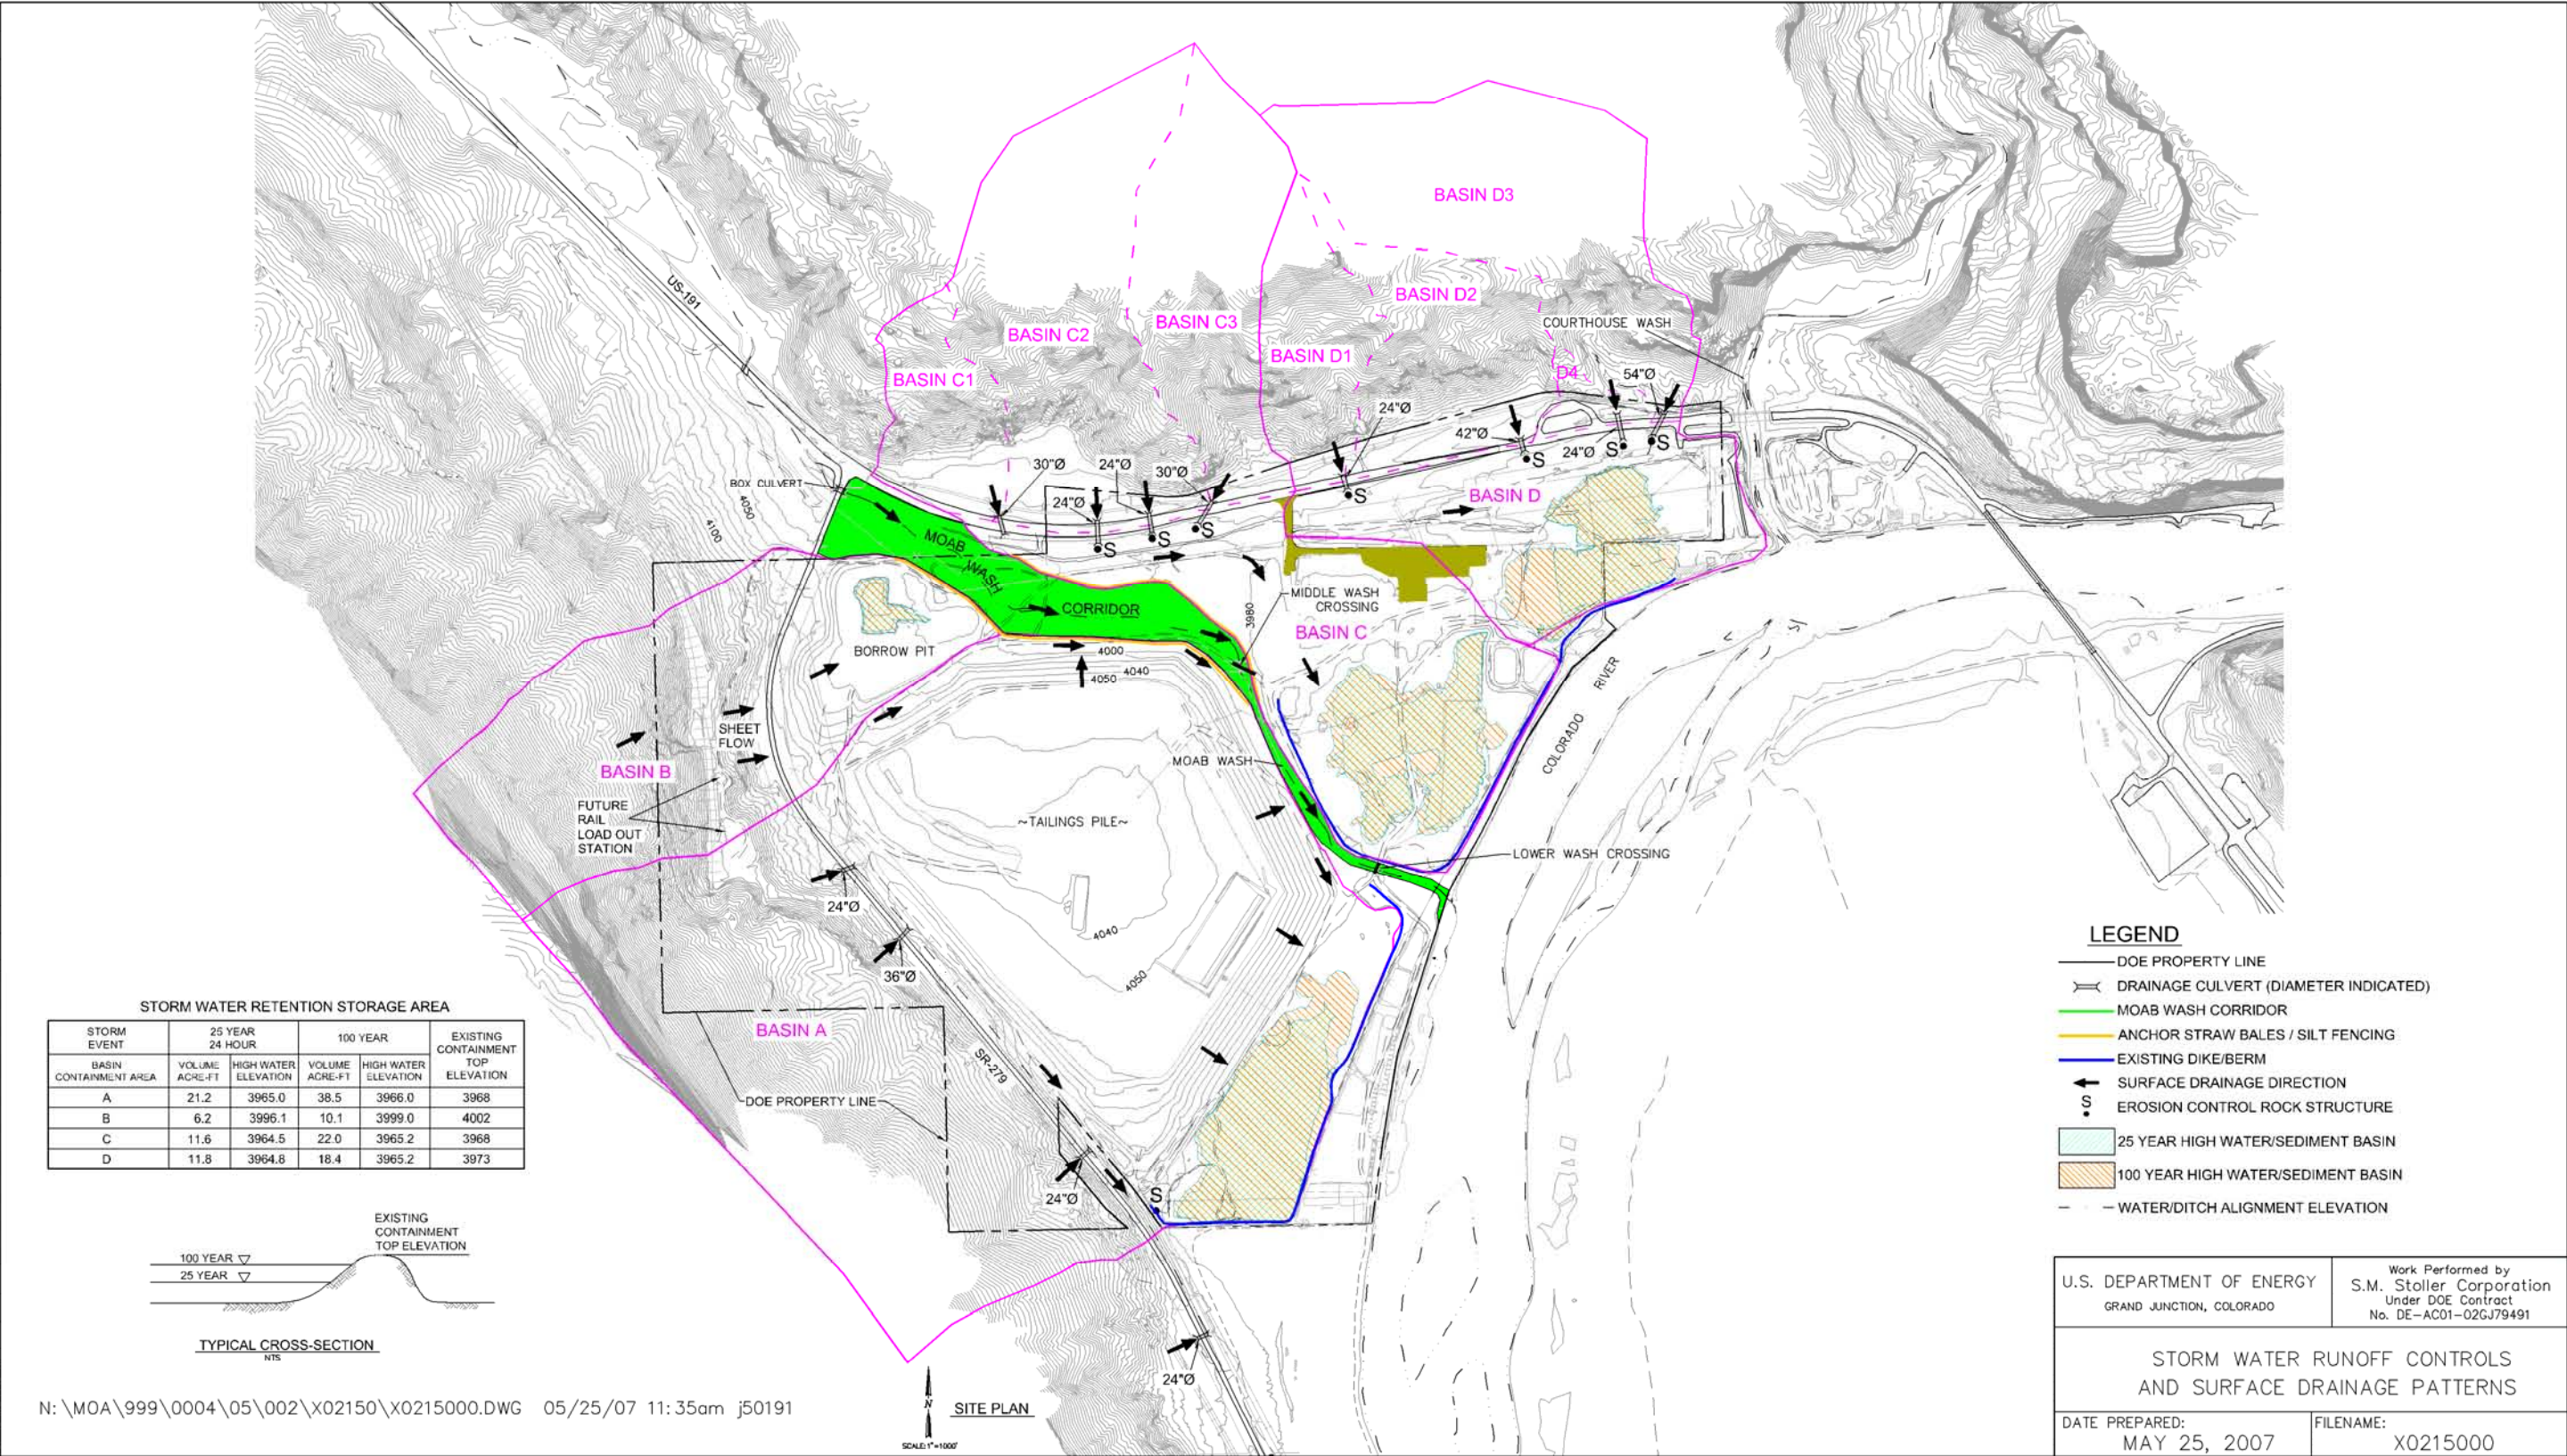 BASIN D3
US-191
BASIN D2
BASIN C2
BASIN C3
COURTHOUSE WASH
BASIN D1
BASIN C1
D4
54"Ø
24"Ø
42"Ø
24"Ø
30"Ø
24"Ø
30"Ø
24"Ø
BOX CULVERT
S
S
S
S
S
S
S
BASIN D
4050
4100
MOAB
WASH
CORRIDOR
MIDDLE WASH
CROSSING
3980
BASIN C
BORROW PIT
4000
4040
4050
COLORADO
RIVER
SHEET
FLOW
MOAB WASH
BASIN B
FUTURE
RAIL
LOAD OUT
STATION
~TAILINGS PILE~
LOWER WASH CROSSING
24"Ø
4040
36"Ø
4050
BASIN A
SR-279
DOE PROPERTY LINE
24"Ø
S
24"Ø
LEGEND
DOE PROPERTY LINE
DRAINAGE CULVERT (DIAMETER INDICATED)
MOAB WASH CORRIDOR
ANCHOR STRAW BALES / SILT FENCING
EXISTING DIKE/BERM
SURFACE DRAINAGE DIRECTION
S EROSION CONTROL ROCK STRUCTURE
25 YEAR HIGH WATER/SEDIMENT BASIN
100 YEAR HIGH WATER/SEDIMENT BASIN
WATER/DITCH ALIGNMENT ELEVATION
STORM WATER RETENTION STORAGE AREA
STORM EVENT 25 YEAR 24 HOUR 100 YEAR EXISTING CONTAINMENT TOP ELEVATION
BASIN CONTAINMENT AREA VOLUME ACRE-FT HIGH WATER ELEVATION VOLUME ACRE-FT HIGH WATER ELEVATION
A 21.2 3965.0 38.5 3966.0 3968
B 6.2 3996.1 10.1 3999.0 4002
C 11.6 3964.5 22.0 3965.2 3968
D 11.8 3964.8 18.4 3965.2 3973
EXISTING
CONTAINMENT
TOP ELEVATION
100 YEAR
25 YEAR
TYPICAL CROSS-SECTION
NTS
N:\MOA\999\0004\05\002\X02150\X0215000.DWG 05/25/07 11:35am j50191
N
SITE PLAN
SCALE: 1"=1000'
U.S. DEPARTMENT OF ENERGY
GRAND JUNCTION, COLORADO
Work Performed by
S.M. Stoller Corporation
Under DOE Contract
No. DE-AC01-02GJ79491
STORM WATER RUNOFF CONTROLS
AND SURFACE DRAINAGE PATTERNS
DATE PREPARED:
MAY 25, 2007
FILENAME:
X0215000